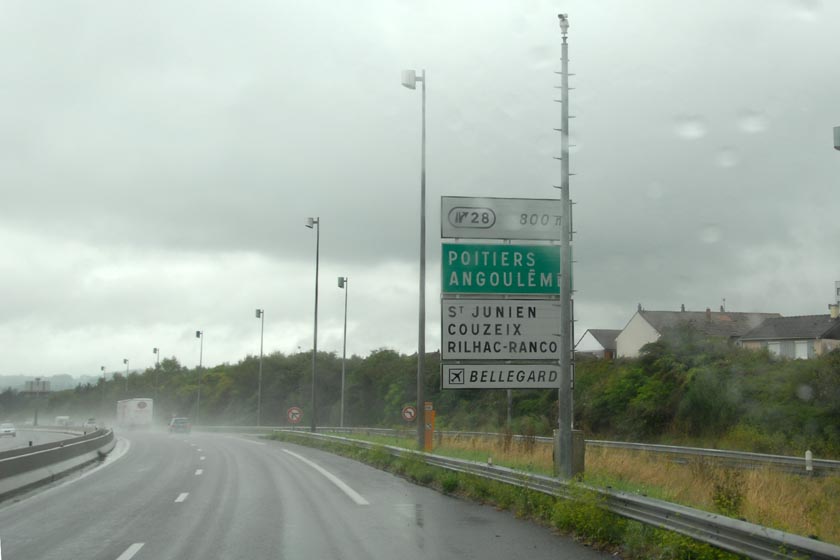 28 800 m
POITIERS
ANGOULÊM
ST JUNIEN
COUZEIX
RILHAC-RANCO
BELLEGARD